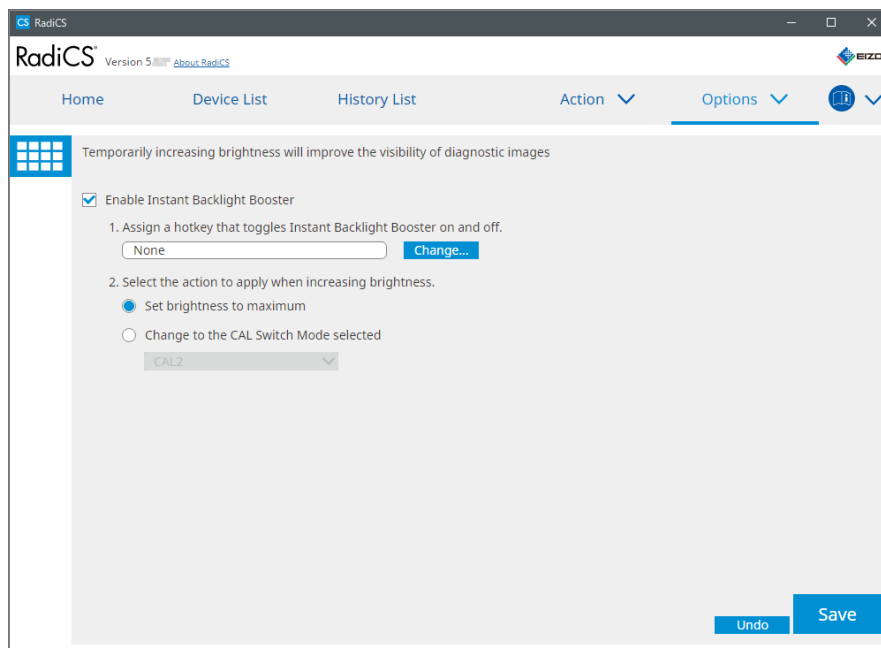 CS RadiCS
RadiCS® Version 5. About RadiCS
EIZO
Home Device List History List Action Options
Temporarily increasing brightness will improve the visibility of diagnostic images
Enable Instant Backlight Booster
1. Assign a hotkey that toggles Instant Backlight Booster on and off.
None Change...
2. Select the action to apply when increasing brightness.
Set brightness to maximum
Change to the CAL Switch Mode selected
CAL2
Save
Undo